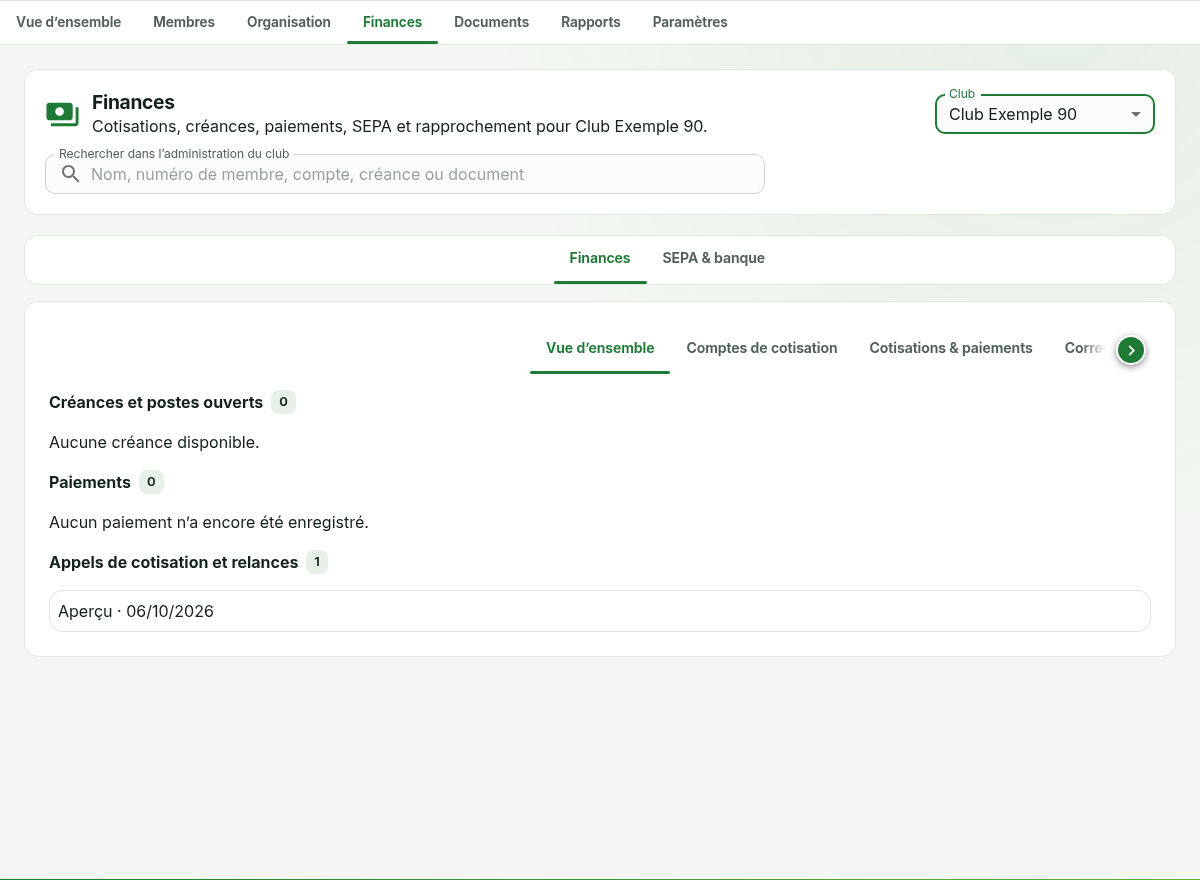 Vue d’ensemble Membres Organisation Finances Documents Rapports Paramètres
Finances
Cotisations, créances, paiements, SEPA et rapprochement pour Club Exemple 90.
Club
Club Exemple 90
Rechercher dans l’administration du club
Nom, numéro de membre, compte, créance ou document
Finances SEPA & banque
Vue d’ensemble Comptes de cotisation Cotisations & paiements
Créances et postes ouverts 0
Aucune créance disponible.
Paiements 0
Aucun paiement n’a encore été enregistré.
Appels de cotisation et relances 1
Aperçu · 06/10/2026